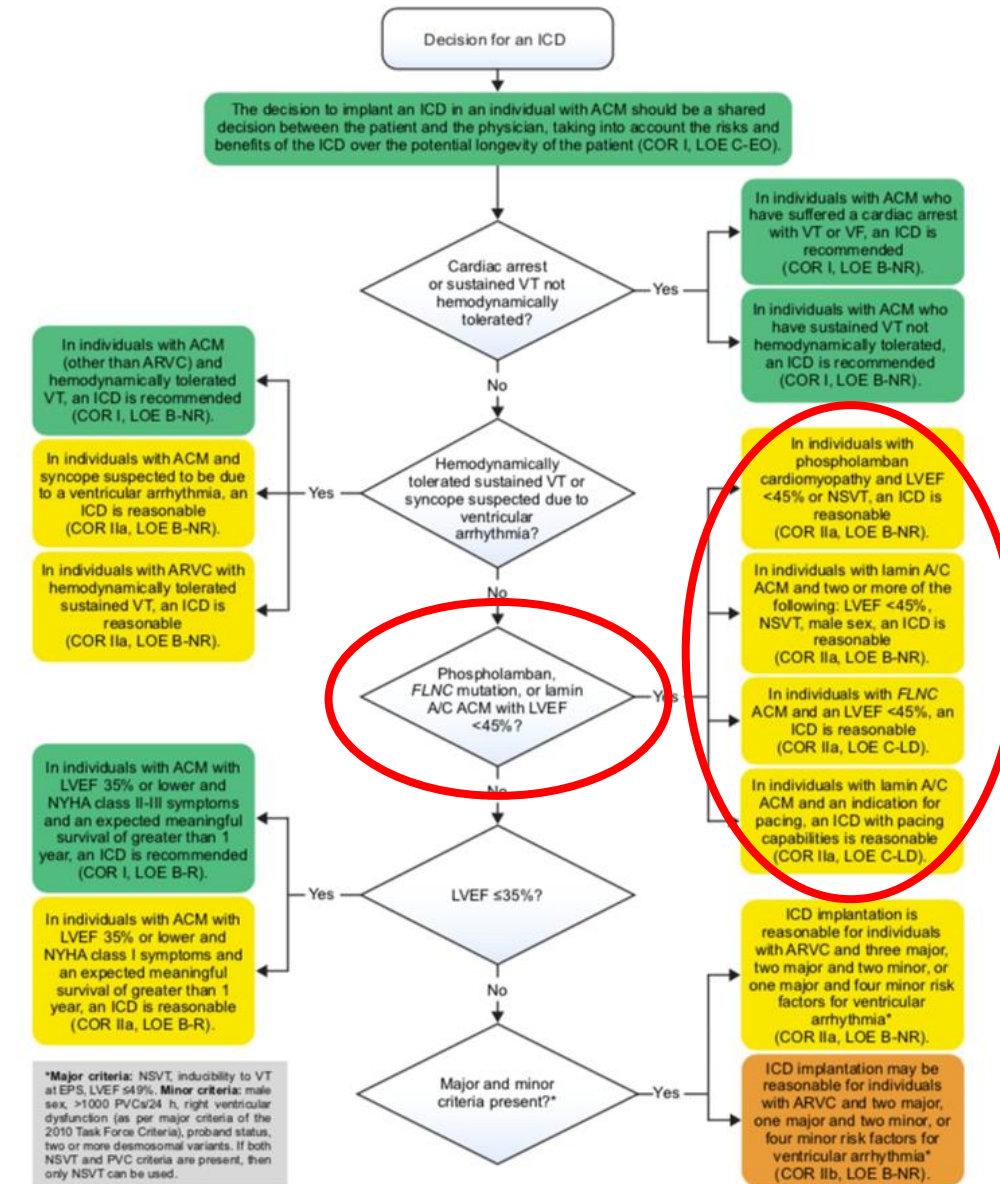 Decision for an ICD
The decision to implant an ICD in an individual with ACM should be a shared
decision between the patient and the physician, taking into account the risks and
benefits of the ICD over the potential longevity of the patient (COR I, LOE C-EO).
Cardiac arrest
or sustained VT not
hemodynamically
tolerated?
Yes
In individuals with ACM who
have suffered a cardiac arrest
with VT or VF, an ICD is
recommended
(COR I, LOE B-NR).
In individuals with ACM who
have sustained VT not
hemodynamically tolerated,
an ICD is recommended
(COR I, LOE B-NR).
No
Hemodynamically
tolerated sustained VT or
syncope suspected due to
ventricular
arrhythmia?
Yes
In individuals with ACM
(other than ARVC) and
hemodynamically tolerated
VT, an ICD is recommended
(COR I, LOE B-NR).
In individuals with ACM and
syncope suspected to be due
to a ventricular arrhythmia, an
ICD is reasonable
(COR IIa, LOE B-NR).
In individuals with ARVC with
hemodynamically tolerated
sustained VT, an ICD is
reasonable
(COR IIa, LOE B-NR).
No
Phospholamban,
FLNC mutation, or lamin
A/C ACM with LVEF
<45%?
Yes
In individuals with
phospholamban
cardiomyopathy and LVEF
<45% or NSVT, an ICD is
reasonable
(COR IIa, LOE B-NR).
In individuals with lamin A/C
ACM and two or more of the
following: LVEF <45%,
NSVT, male sex, an ICD is
reasonable
(COR IIa, LOE B-NR).
In individuals with FLNC
ACM and an LVEF <45%, an
ICD is reasonable
(COR IIa, LOE C-LD).
In individuals with lamin A/C
ACM and an indication for
pacing, an ICD with pacing
capabilities is reasonable
(COR IIa, LOE C-LD).
No
LVEF ≤35%?
Yes
In individuals with ACM with
LVEF 35% or lower and
NYHA class II-III symptoms
and an expected meaningful
survival of greater than 1
year, an ICD is recommended
(COR I, LOE B-R).
In individuals with ACM with
LVEF 35% or lower and
NYHA class I symptoms and
an expected meaningful
survival of greater than 1
year, an ICD is reasonable
(COR IIa, LOE B-R).
No
Major and minor
criteria present?*
Yes
ICD implantation is
reasonable for individuals
with ARVC and three major,
two major and two minor, or
one major and four minor risk
factors for ventricular
arrhythmia*
(COR IIa, LOE B-NR).
ICD implantation may be
reasonable for individuals
with ARVC and two major,
one major and two minor, or
four minor risk factors for
ventricular arrhythmia*
(COR IIb, LOE B-NR).
*Major criteria: NSVT, inducibility to VT
at EPS, LVEF ≤49%. Minor criteria: male
sex, >1000 PVCs/24 h, right ventricular
dysfunction (as per major criteria of the
2010 Task Force Criteria), proband status,
two or more desmosomal variants. If both
NSVT and PVC criteria are present, then
only NSVT can be used.